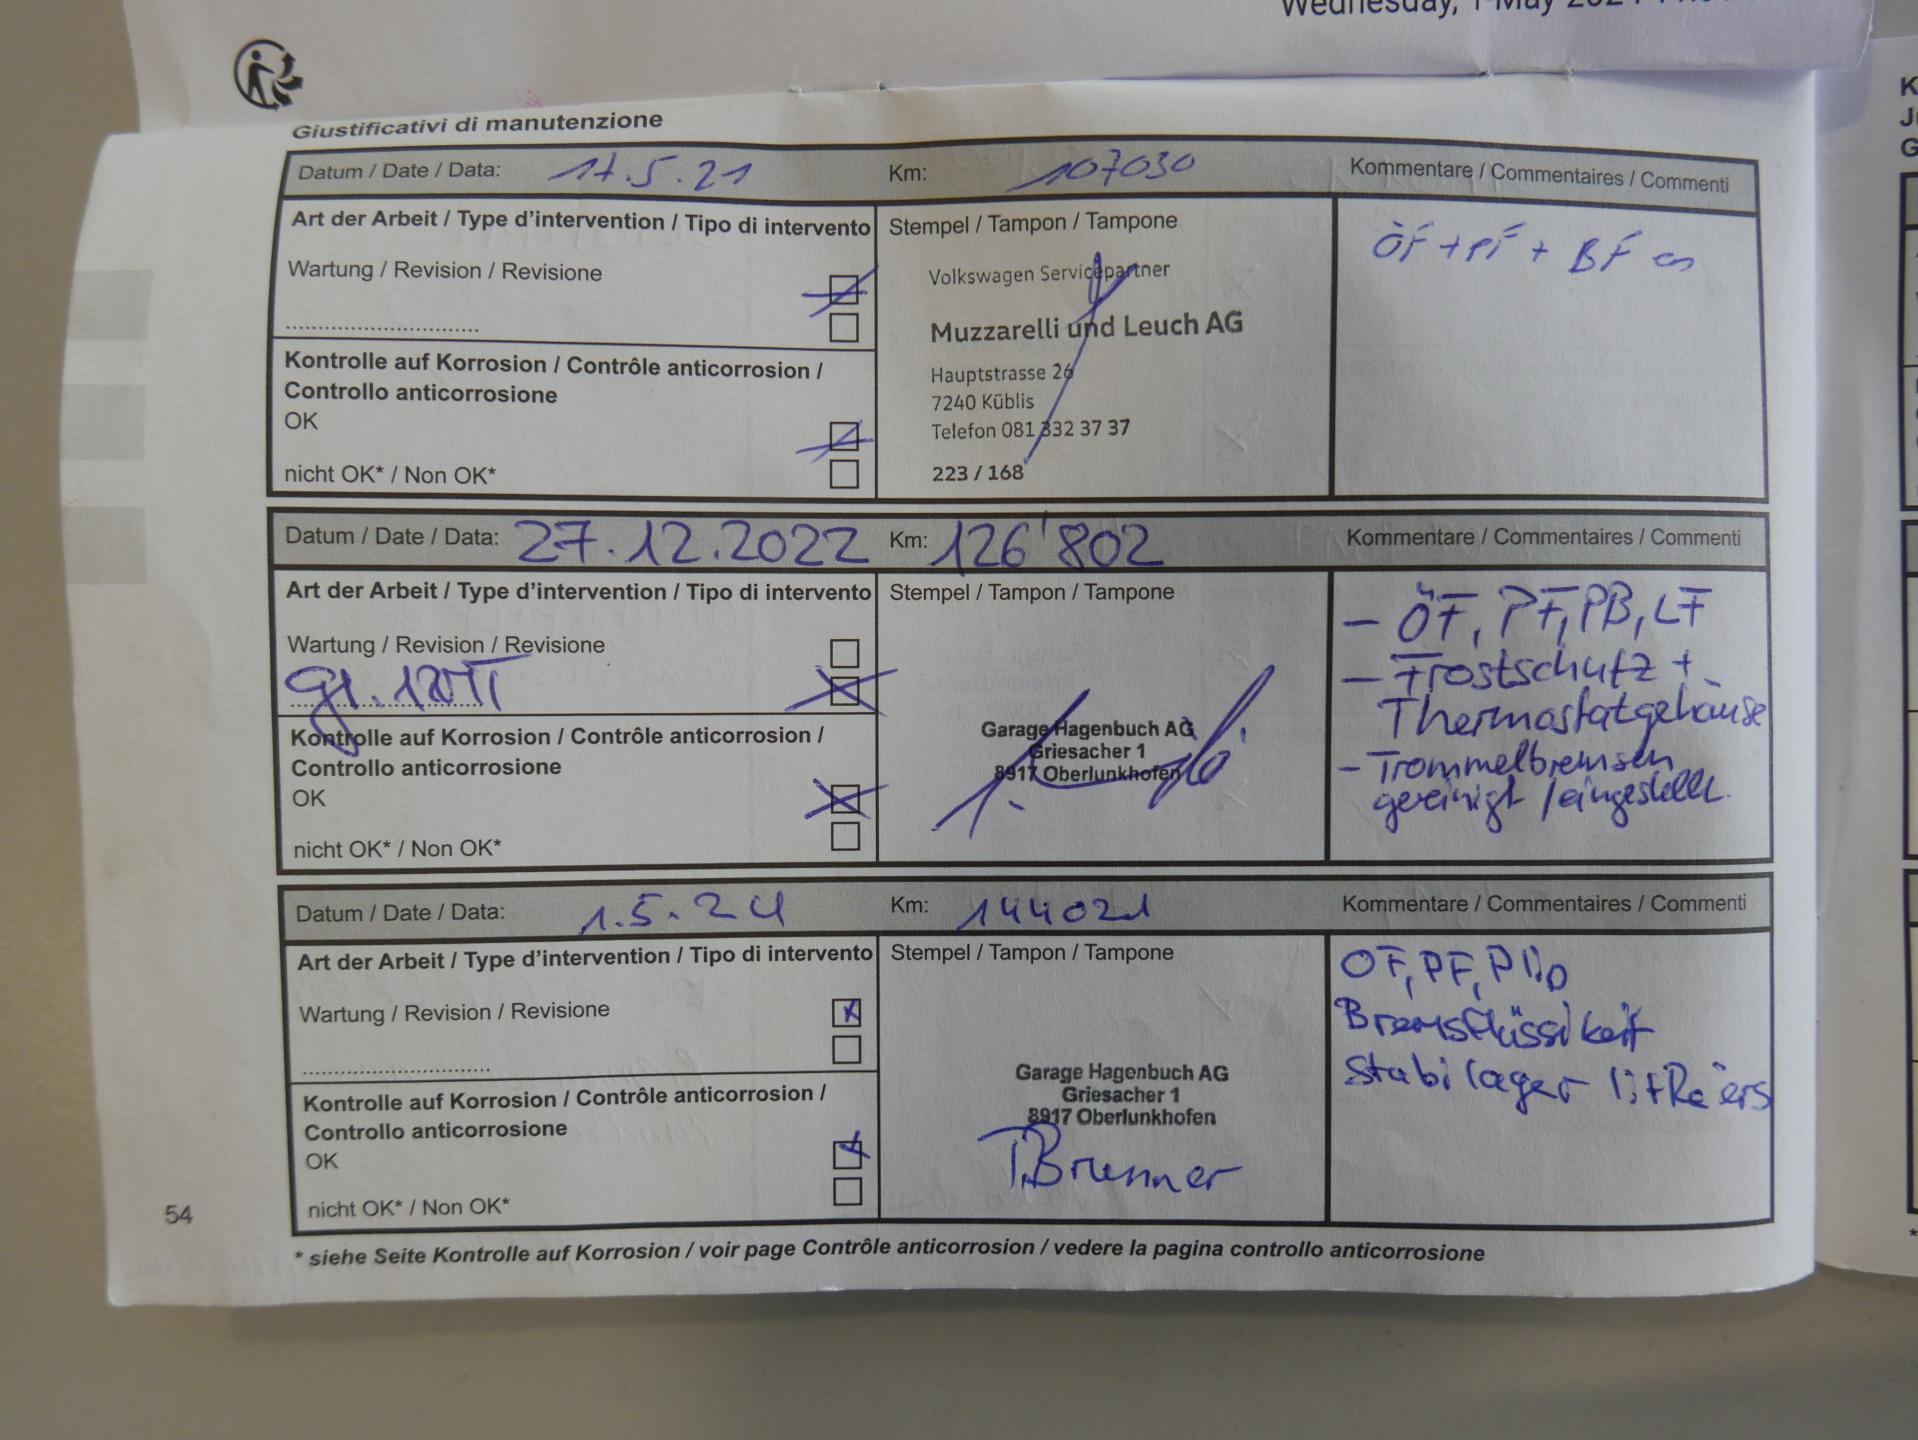 Wednesday, 1 May 2024
Giustificativi di manutenzione
Datum / Date / Data: 17.5.21 Km: 107030 Kommentare / Commentaires / Commenti
Art der Arbeit / Type d'intervention / Tipo di intervento Stempel / Tampon / Tampone
ÖF + PF + BF
Wartung / Revision / Revisione
Volkswagen Servicepartner
Muzzarelli und Leuch AG
Kontrolle auf Korrosion / Contrôle anticorrosion /
Controllo anticorrosione
Hauptstrasse 26
7240 Küblis
OK
Telefon 081 332 37 37
nicht OK* / Non OK*
223 / 168
Datum / Date / Data: 27.12.2022 Km: 126'802 Kommentare / Commentaires / Commenti
Art der Arbeit / Type d'intervention / Tipo di intervento Stempel / Tampon / Tampone
Wartung / Revision / Revisione
gr.
Kontrolle auf Korrosion / Contrôle anticorrosion /
Controllo anticorrosione
OK
nicht OK* / Non OK*
Garage Hagenbuch AG
Griesacher 1
8917 Oberlunkhofen
- ÖF, PF, PB, LF
- Frostschutz +
Thermostatgehäuse
- Trommelbremsen
gereinigt / eingestellt.
Datum / Date / Data: 1.5.24 Km: 144021 Kommentare / Commentaires / Commenti
Art der Arbeit / Type d'intervention / Tipo di intervento Stempel / Tampon / Tampone
Wartung / Revision / Revisione
Kontrolle auf Korrosion / Contrôle anticorrosion /
Controllo anticorrosione
OK
nicht OK* / Non OK*
Garage Hagenbuch AG
Griesacher 1
8917 Oberlunkhofen
T.Brunner
OF, PF,
Bremsflüssikeit
Stabilager li+Re ers
54
* siehe Seite Kontrolle auf Korrosion / voir page Contrôle anticorrosion / vedere la pagina controllo anticorrosione